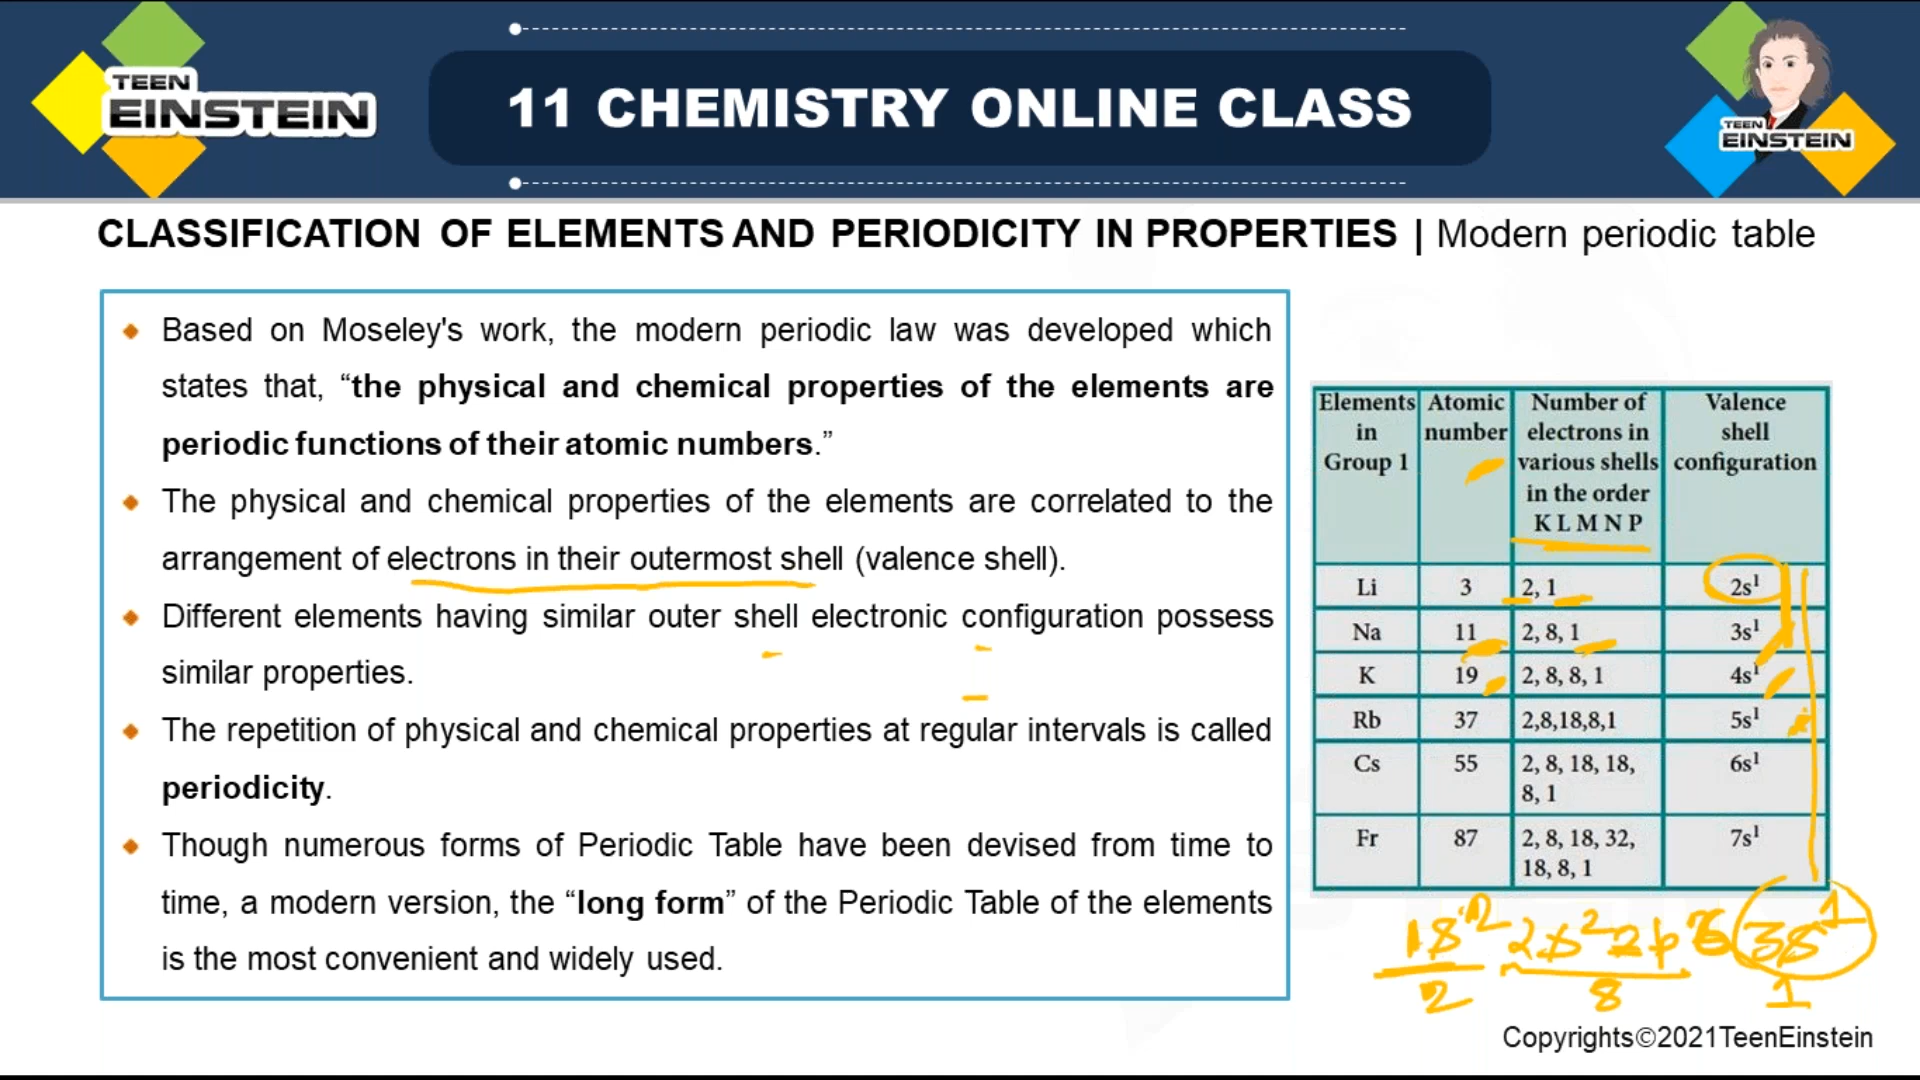 TEEN
EINSTEIN
11 CHEMISTRY ONLINE CLASS
TEEN
EINSTEIN
CLASSIFICATION OF ELEMENTS AND PERIODICITY IN PROPERTIES | Modern periodic table
Based on Moseley's work, the modern periodic law was developed which
states that, “the physical and chemical properties of the elements are
periodic functions of their atomic numbers.”
The physical and chemical properties of the elements are correlated to the
arrangement of electrons in their outermost shell (valence shell).
Different elements having similar outer shell electronic configuration possess
similar properties.
The repetition of physical and chemical properties at regular intervals is called
periodicity.
Though numerous forms of Periodic Table have been devised from time to
time, a modern version, the “long form” of the Periodic Table of the elements
is the most convenient and widely used.
Elements Atomic Number of Valence
in number electrons in shell
Group 1 various shells configuration
in the order
K L M N P
Li 3 2, 1 2s¹
Na 11 2, 8, 1 3s¹
K 19 2, 8, 8, 1 4s¹
Rb 37 2,8,18,8,1 5s¹
Cs 55 2, 8, 18, 18, 6s¹
8, 1
Fr 87 2, 8, 18, 32, 7s¹
18, 8, 1
1s² 2s² 2p⁶ 3s¹
2 8 1
Copyrights©2021TeenEinstein